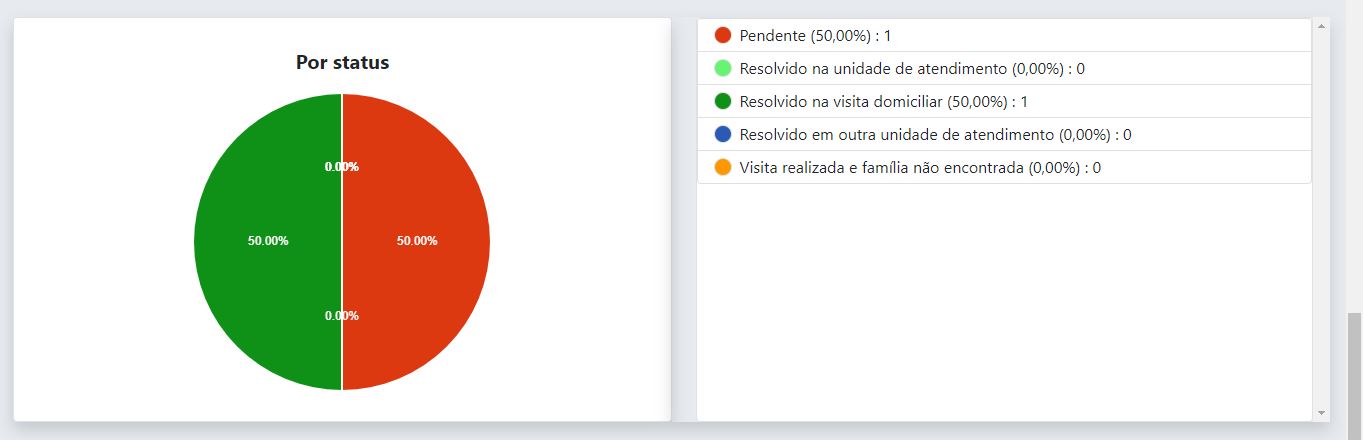 Por status
0.00%
50.00%
50.00%
0.00%
Pendente (50,00%) : 1
Resolvido na unidade de atendimento (0,00%) : 0
Resolvido na visita domiciliar (50,00%) : 1
Resolvido em outra unidade de atendimento (0,00%) : 0
Visita realizada e família não encontrada (0,00%) : 0